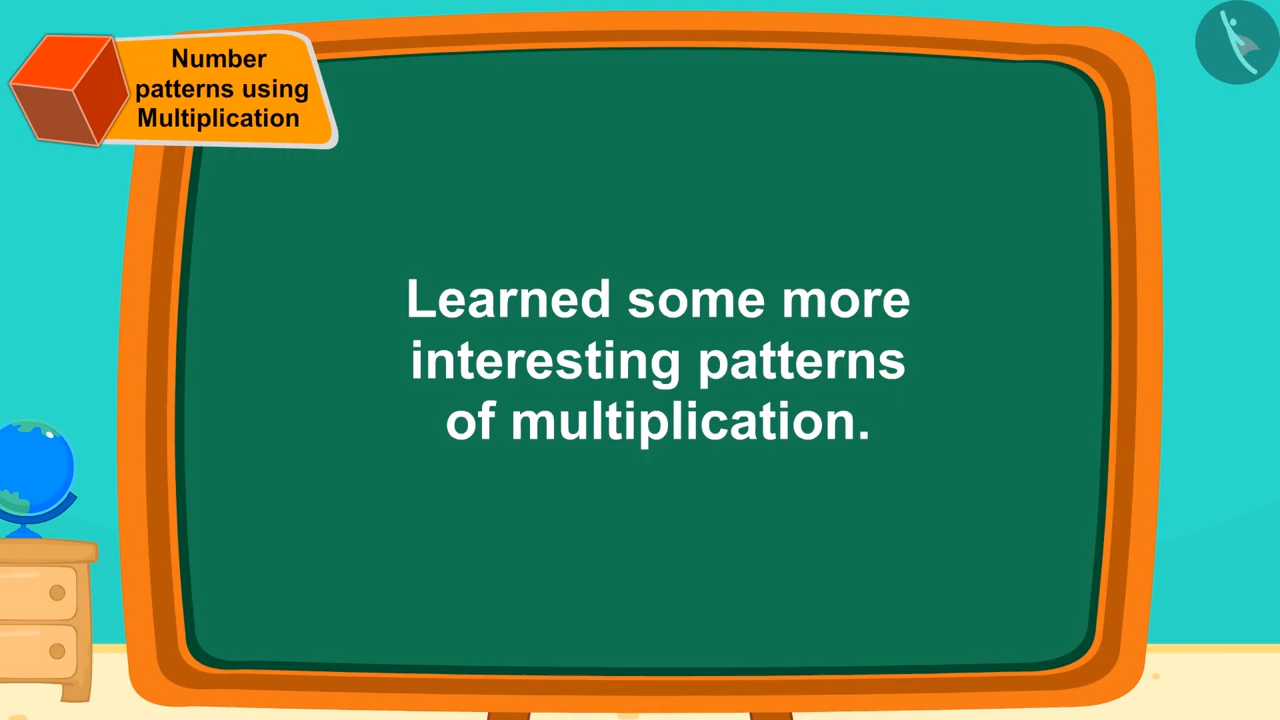 Number
patterns using
Multiplication
Learned some more
interesting patterns
of multiplication.